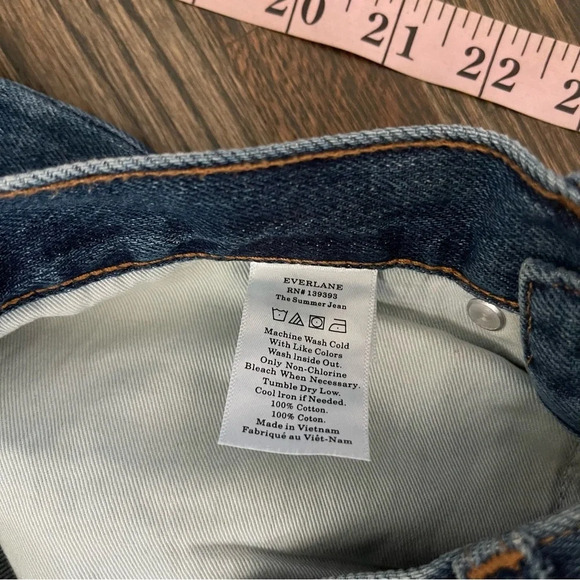 20
21
22
2
EVERLANE
RN# 139393
The Summer Jean
Machine Wash Cold
With Like Colors
Wash Inside Out.
Only Non-Chlorine
Bleach When Necessary.
Tumble Dry Low.
Cool Iron if Needed.
100% Cotton.
100% Coton.
Made in Vietnam
Fabriqué au Viêt-Nam